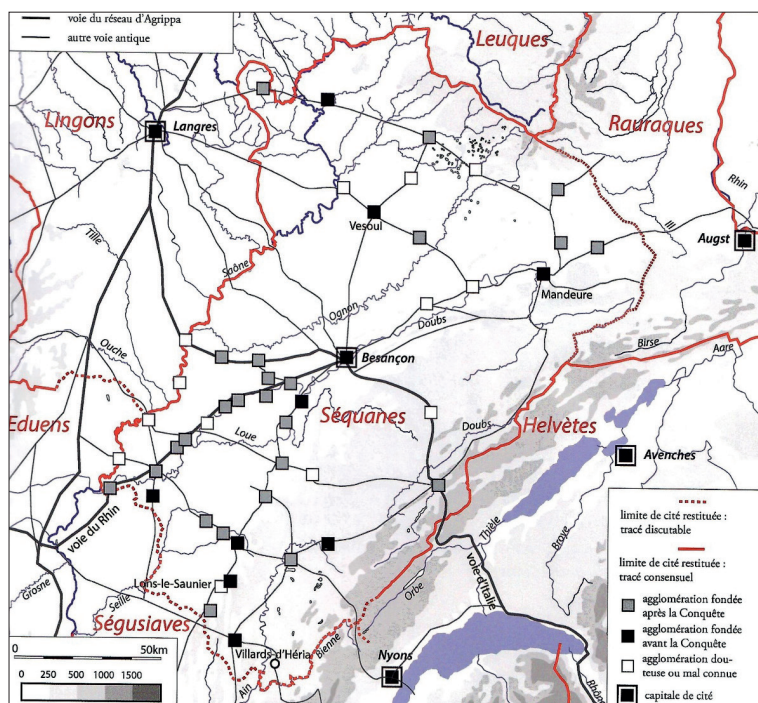 voie du réseau d'Agrippa
autre voie antique
Leuques
Lingons
Langres
Rauraques
Rhin
Ill
Augst
Vesoul
Tille
Saône
Mandeure
Ognon
Doubs
Ouche
Besançon
Birse
Aare
Eduens
Séquanes
Loue
Doubs
Helvètes
Avenches
voie du Rhin
Thièle
Broye
limite de cité restituée :
tracé discutable
limite de cité restituée :
tracé consensuel
agglomération fondée
après la Conquête
agglomération fondée
avant la Conquête
agglomération dou-
teuse ou mal connue
capitale de cité
Grosne
Seille
Lons-le-Saunier
Orbe
voie d'Italie
Ségusiaves
Villards-d'Héria
Bienne
Ain
Nyons
Rhône
0 50km
0 250 500 1000 1500